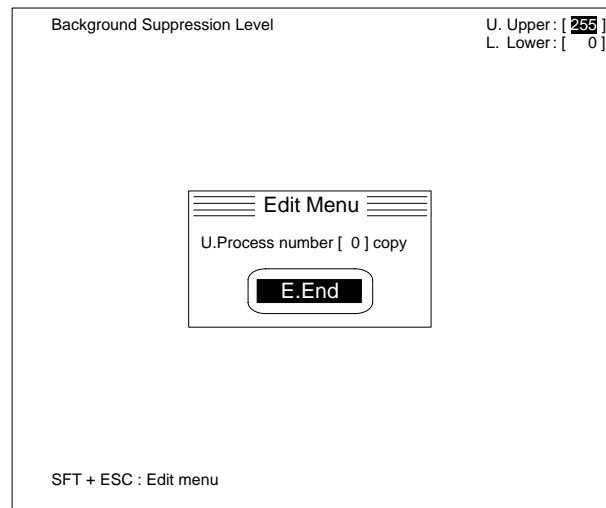 Background Suppression Level
U. Upper : [ 255 ]
L. Lower : [ 0 ]
Edit Menu
U.Process number [ 0 ] copy
E.End
SFT + ESC : Edit menu